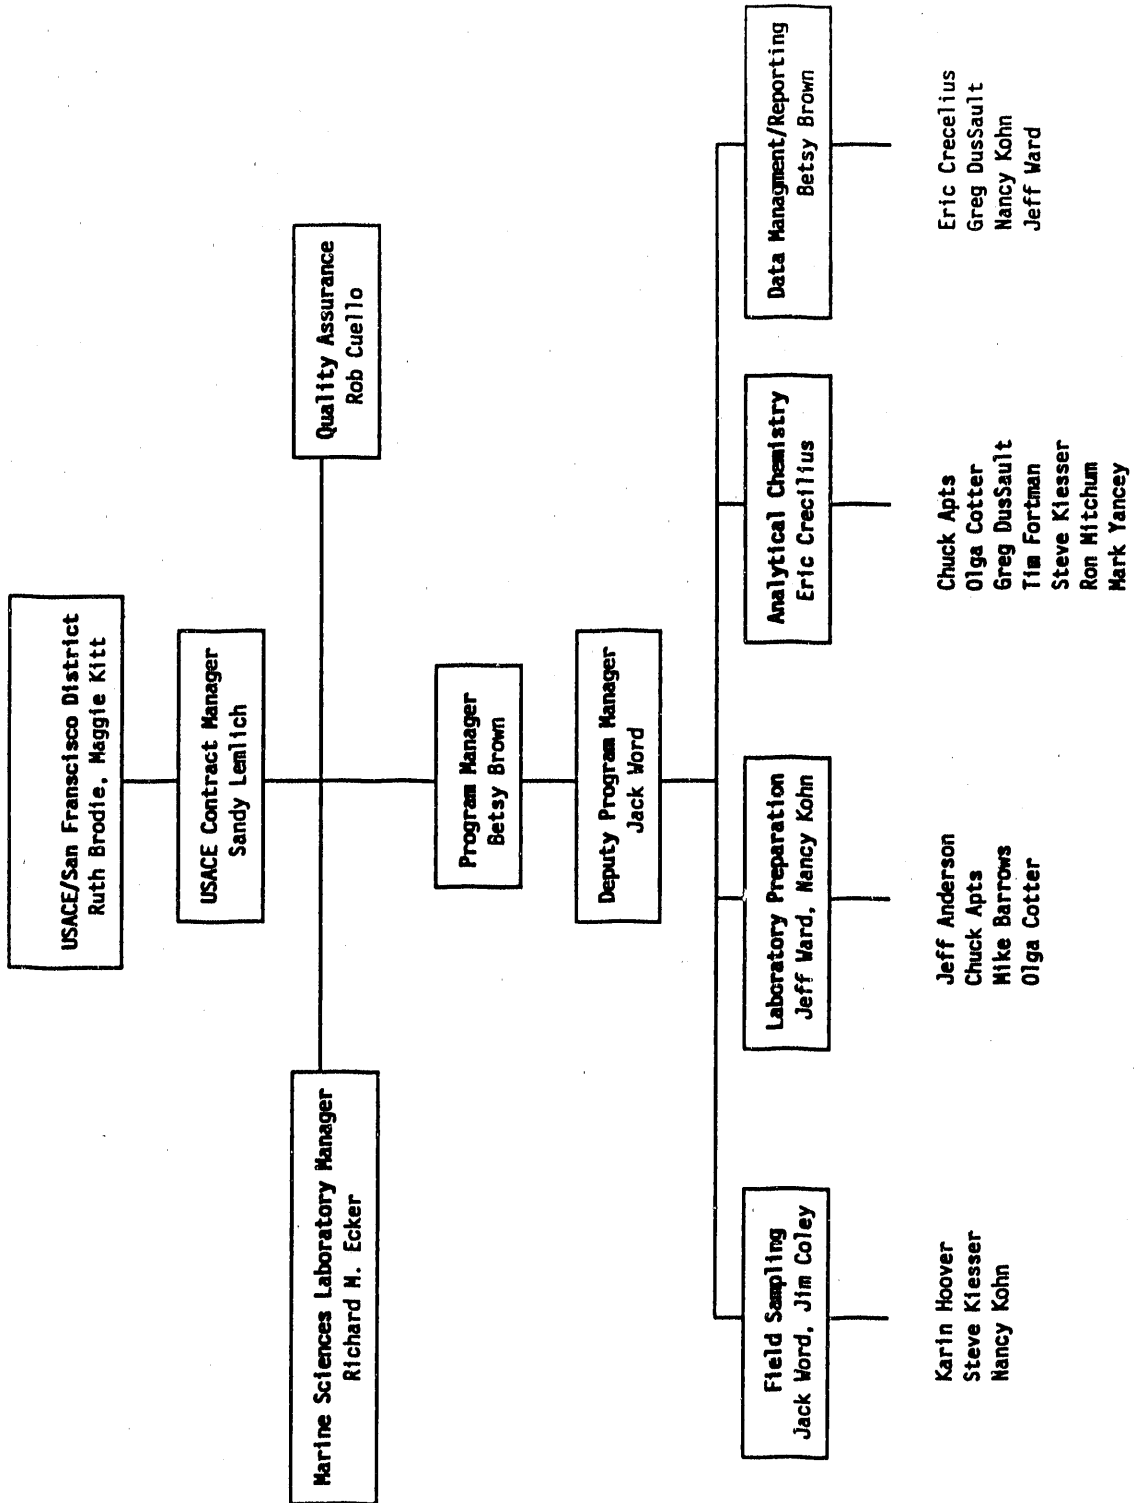 USACE/San Franscisco District
Ruth Brodie, Maggie Kitt
USACE Contract Manager
Sandy Lemlich
Marine Sciences Laboratory Manager
Richard M. Ecker
Quality Assurance
Rob Cuello
Program Manager
Betsy Brown
Deputy Program Manager
Jack Word
Field Sampling
Jack Word, Jim Coley
Laboratory Preparation
Jeff Ward, Nancy Kohn
Analytical Chemistry
Eric Crecilius
Data Managment/Reporting
Betsy Brown
Karin Hoover
Steve Kiesser
Nancy Kohn
Jeff Anderson
Chuck Apts
Mike Barrows
Olga Cotter
Chuck Apts
Olga Cotter
Greg DusSault
Tim Fortman
Steve Kiesser
Ron Mitchum
Mark Yancey
Eric Crecelius
Greg DusSault
Nancy Kohn
Jeff Ward